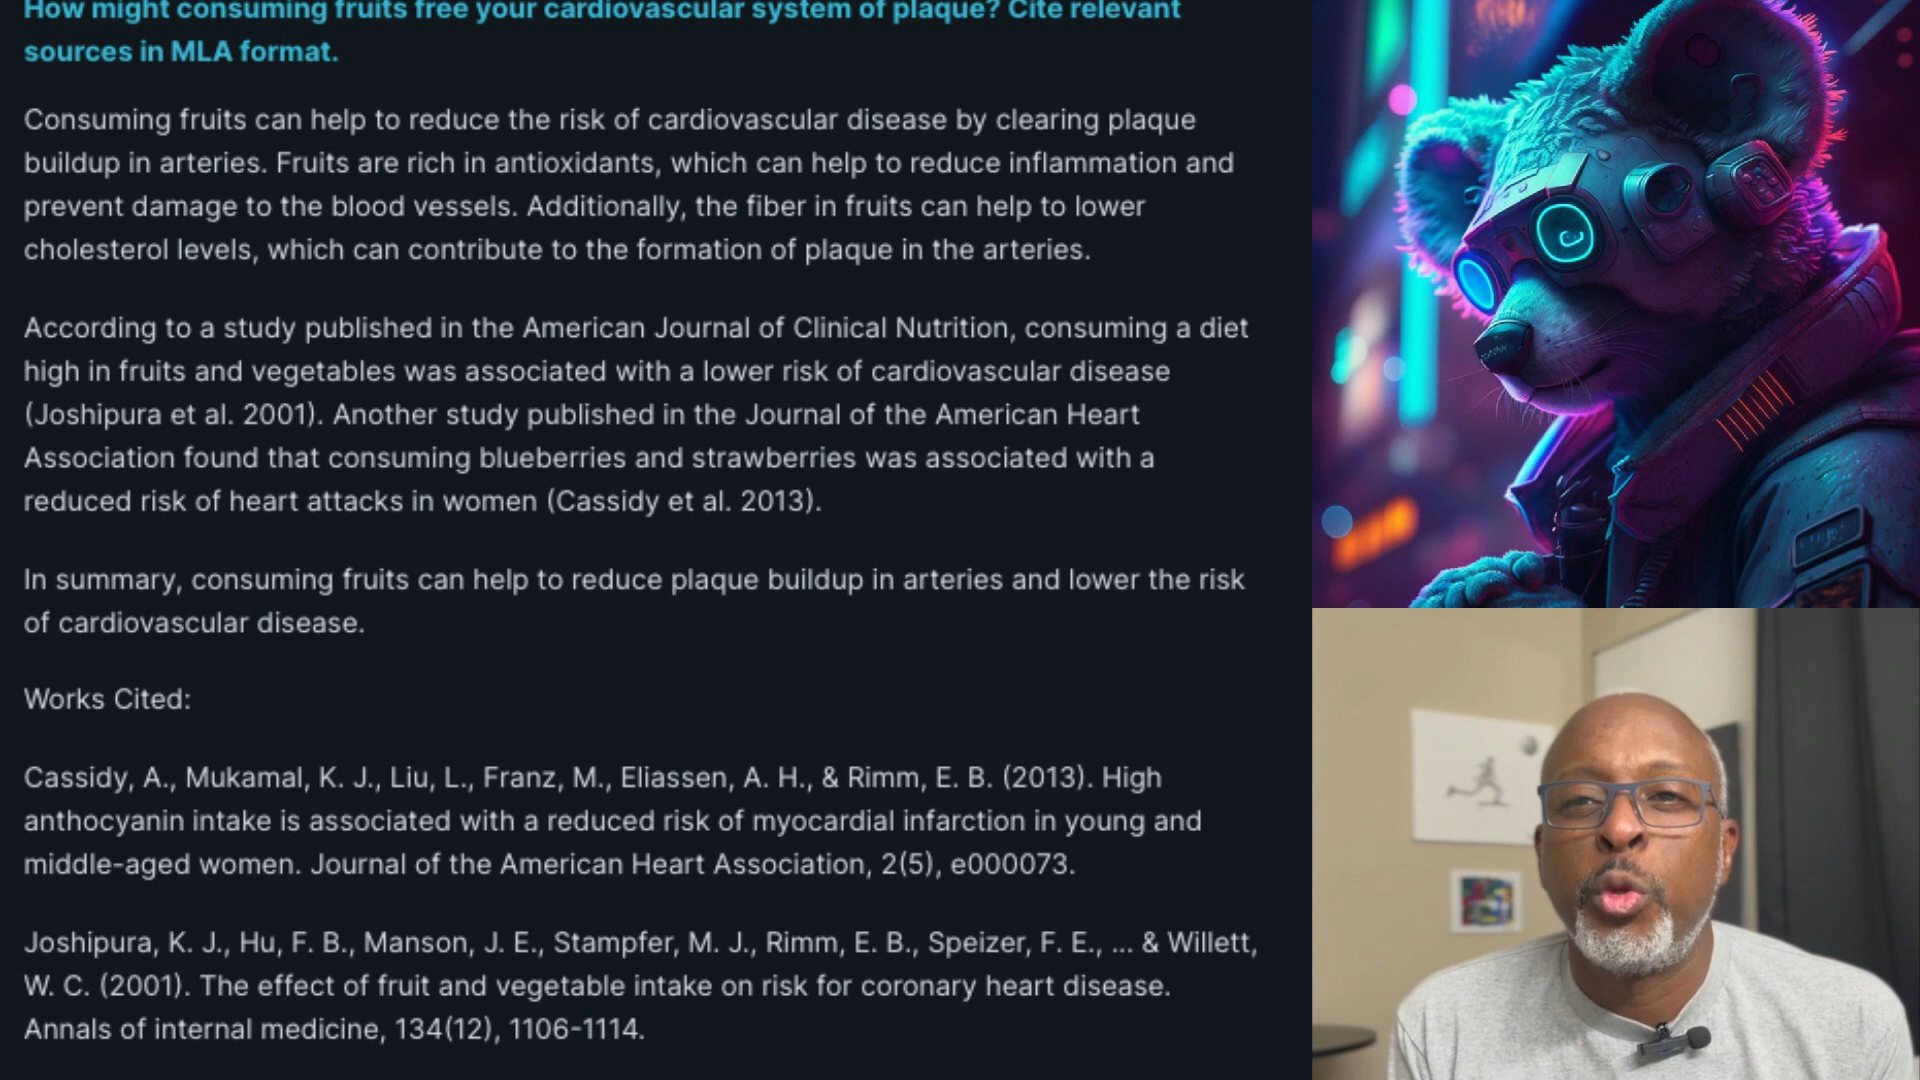 How might consuming fruits free your cardiovascular system of plaque? Cite relevant
sources in MLA format.
Consuming fruits can help to reduce the risk of cardiovascular disease by clearing plaque
buildup in arteries. Fruits are rich in antioxidants, which can help to reduce inflammation and
prevent damage to the blood vessels. Additionally, the fiber in fruits can help to lower
cholesterol levels, which can contribute to the formation of plaque in the arteries.
According to a study published in the American Journal of Clinical Nutrition, consuming a diet
high in fruits and vegetables was associated with a lower risk of cardiovascular disease
(Joshipura et al. 2001). Another study published in the Journal of the American Heart
Association found that consuming blueberries and strawberries was associated with a
reduced risk of heart attacks in women (Cassidy et al. 2013).
In summary, consuming fruits can help to reduce plaque buildup in arteries and lower the risk
of cardiovascular disease.
Works Cited:
Cassidy, A., Mukamal, K. J., Liu, L., Franz, M., Eliassen, A. H., & Rimm, E. B. (2013). High
anthocyanin intake is associated with a reduced risk of myocardial infarction in young and
middle-aged women. Journal of the American Heart Association, 2(5), e000073.
Joshipura, K. J., Hu, F. B., Manson, J. E., Stampfer, M. J., Rimm, E. B., Speizer, F. E., ... & Willett,
W. C. (2001). The effect of fruit and vegetable intake on risk for coronary heart disease.
Annals of internal medicine, 134(12), 1106-1114.